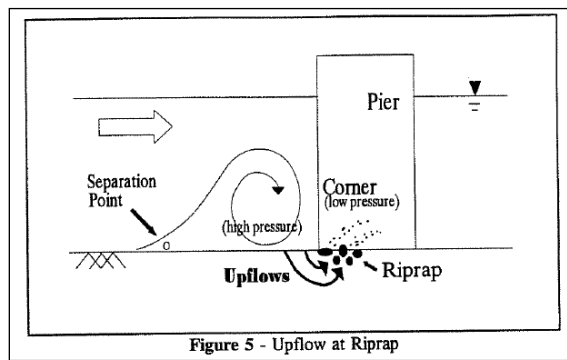 Pier
Separation
Point
Corner
(low pressure)
(high pressure)
Upflows
Riprap
Figure 5 - Upflow at Riprap